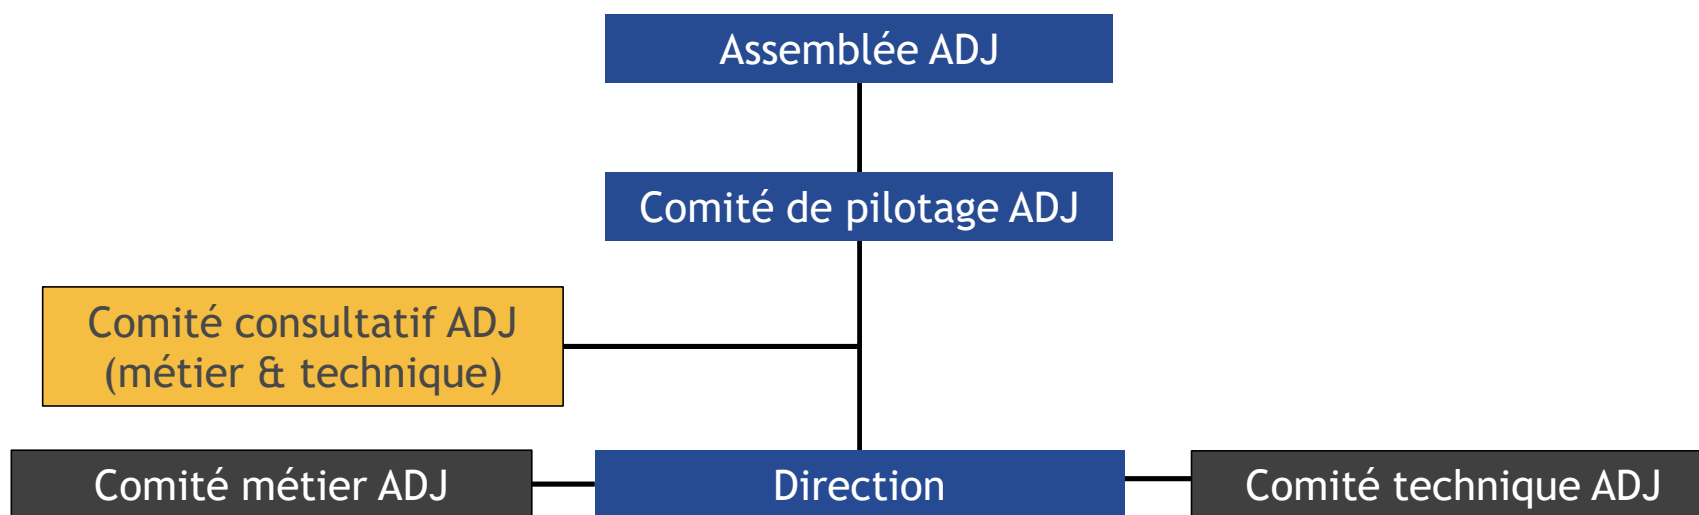 Assemblée ADJ
Comité de pilotage ADJ
Comité consultatif ADJ
(métier & technique)
Comité métier ADJ
Direction
Comité technique ADJ